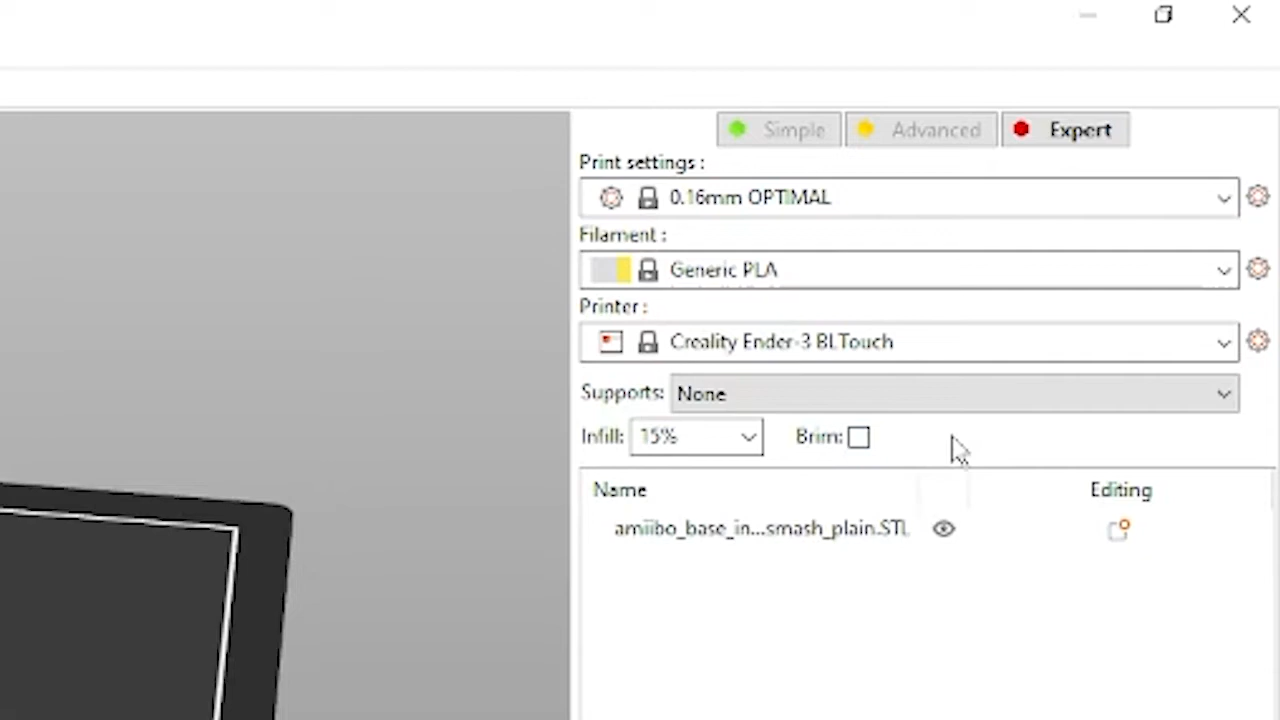 Simple Advanced Expert
Print settings :
0.16mm OPTIMAL
Filament :
Generic PLA
Printer :
Creality Ender-3 BLTouch
Supports: None
Infill: 15% Brim:
Name Editing
amiibo_base_in...smash_plain.STL